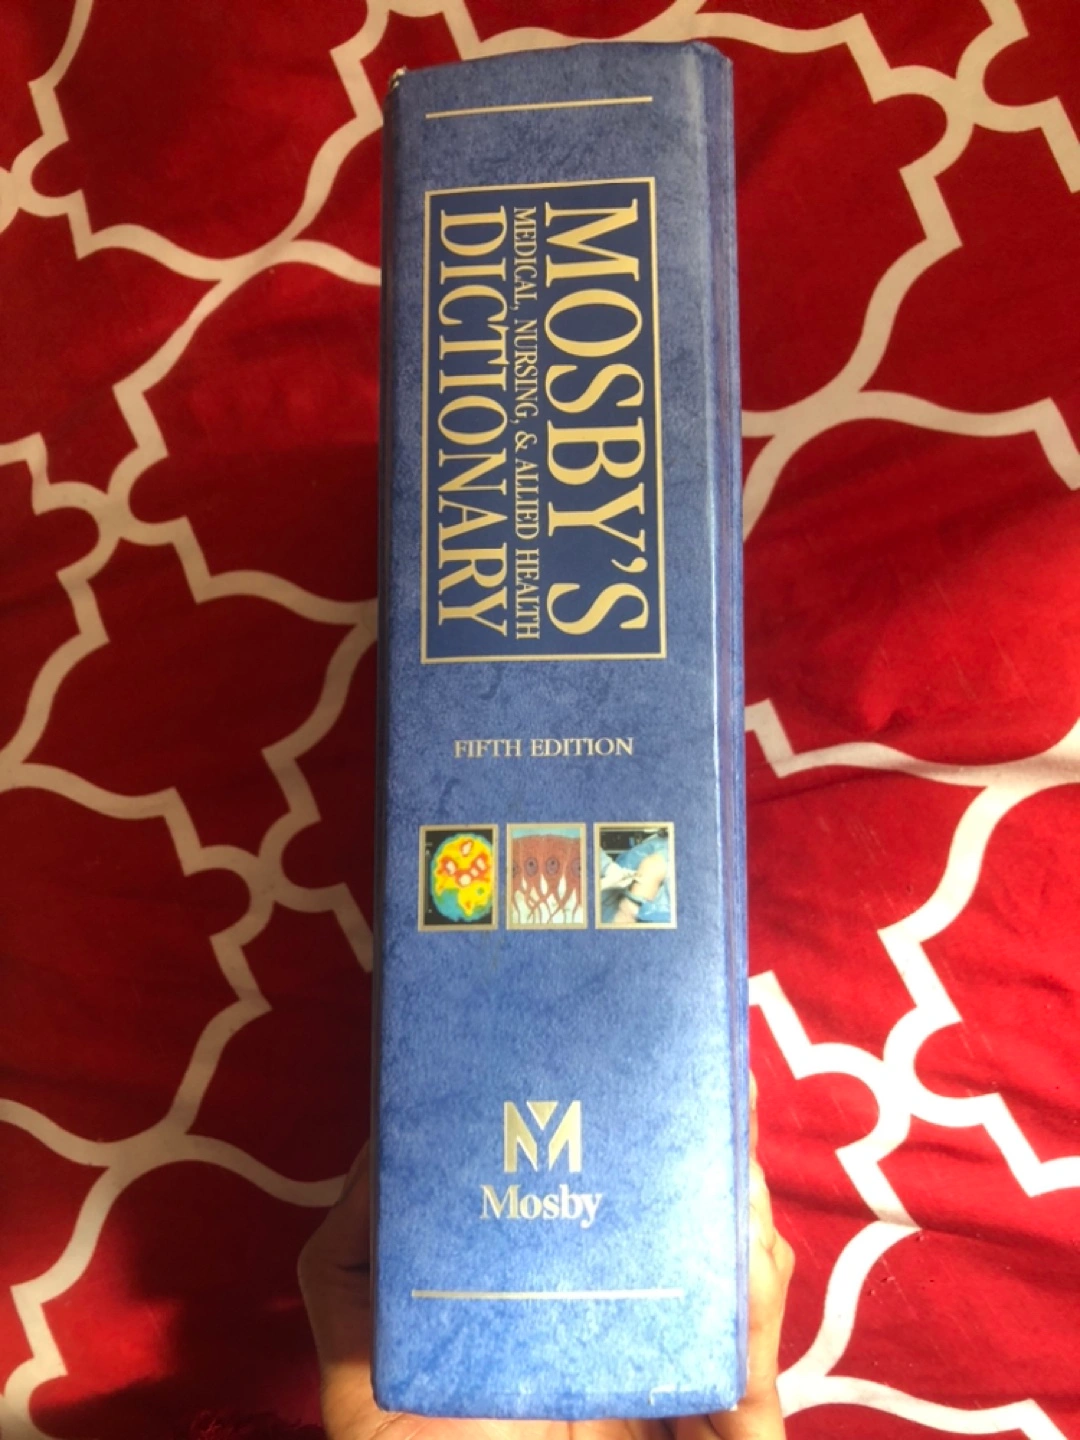 MOSBY'S
MEDICAL, NURSING, & ALLIED HEALTH
DICTIONARY
FIFTH EDITION
M
Mosby